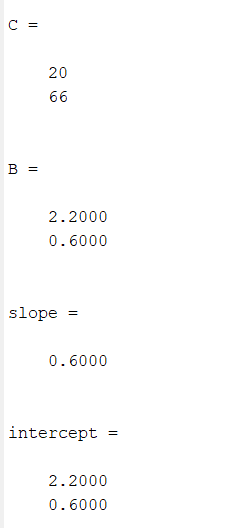 C =
20
66
B =
2.2000
0.6000
slope =
0.6000
intercept =
2.2000
0.6000